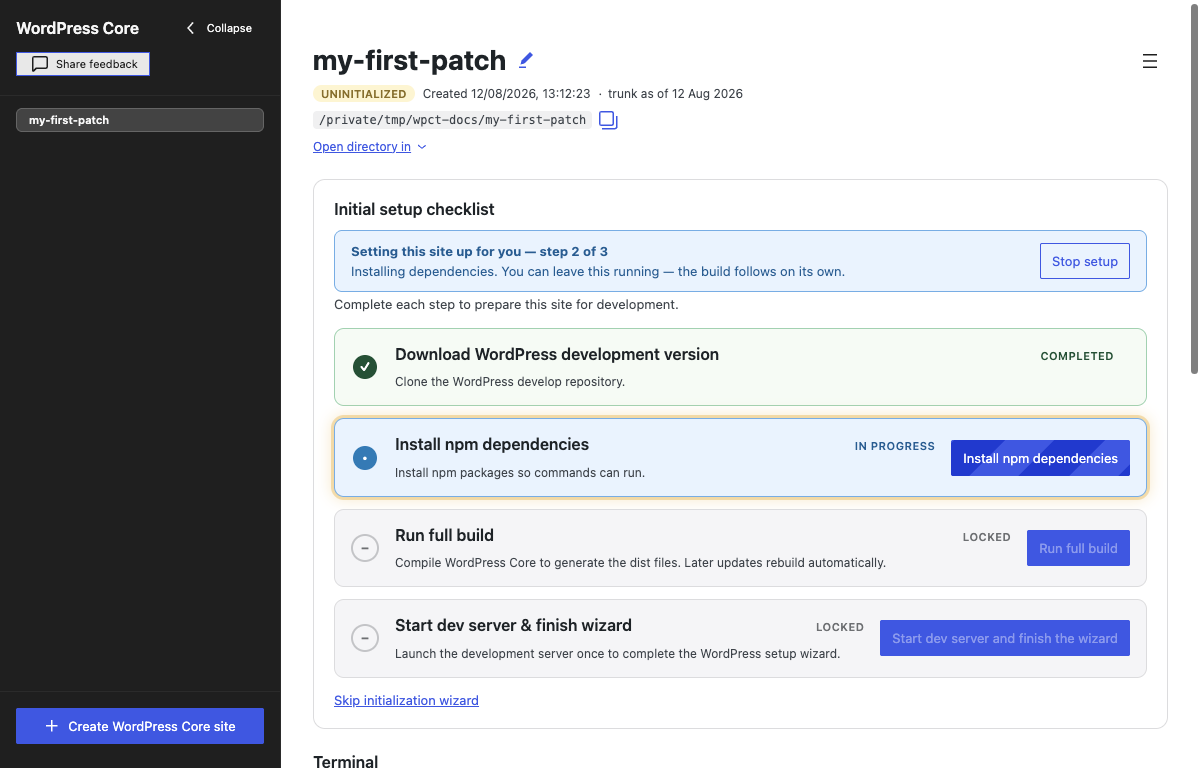 WordPress Core
Collapse
Share feedback
my-first-patch
Create WordPress Core site
my-first-patch
UNINITIALIZED Created 12/08/2026, 13:12:23 · trunk as of 12 Aug 2026
/private/tmp/wpct-docs/my-first-patch
Open directory in
Initial setup checklist
Setting this site up for you — step 2 of 3
Installing dependencies. You can leave this running — the build follows on its own.
Stop setup
Complete each step to prepare this site for development.
Download WordPress development version
Clone the WordPress develop repository.
COMPLETED
Install npm dependencies
Install npm packages so commands can run.
IN PROGRESS
Install npm dependencies
Run full build
Compile WordPress Core to generate the dist files. Later updates rebuild automatically.
LOCKED
Run full build
Start dev server & finish wizard
Launch the development server once to complete the WordPress setup wizard.
LOCKED
Start dev server and finish the wizard
Skip initialization wizard
Terminal